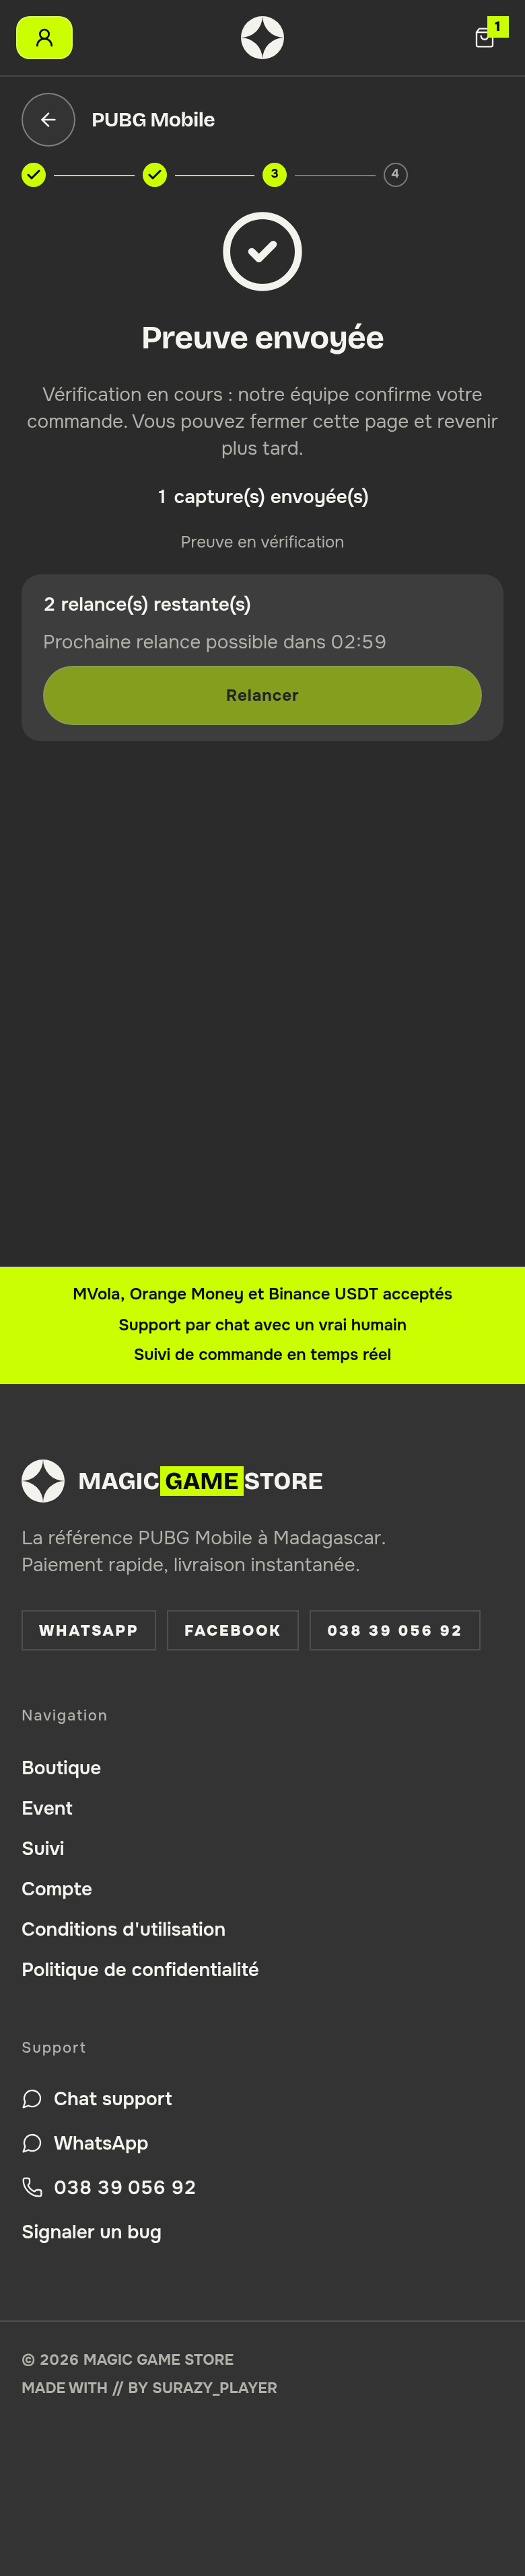 1
PUBG Mobile
3
4
Preuve envoyée
Vérification en cours : notre équipe confirme votre
commande. Vous pouvez fermer cette page et revenir
plus tard.
1 capture(s) envoyée(s)
Preuve en vérification
2 relance(s) restante(s)
Prochaine relance possible dans 02:59
Relancer
MVola, Orange Money et Binance USDT acceptés
Support par chat avec un vrai humain
Suivi de commande en temps réel
MAGIC GAME STORE
La référence PUBG Mobile à Madagascar.
Paiement rapide, livraison instantanée.
WHATSAPP FACEBOOK 038 39 056 92
Navigation
Boutique
Event
Suivi
Compte
Conditions d'utilisation
Politique de confidentialité
Support
Chat support
WhatsApp
038 39 056 92
Signaler un bug
© 2026 MAGIC GAME STORE
MADE WITH // BY SURAZY_PLAYER